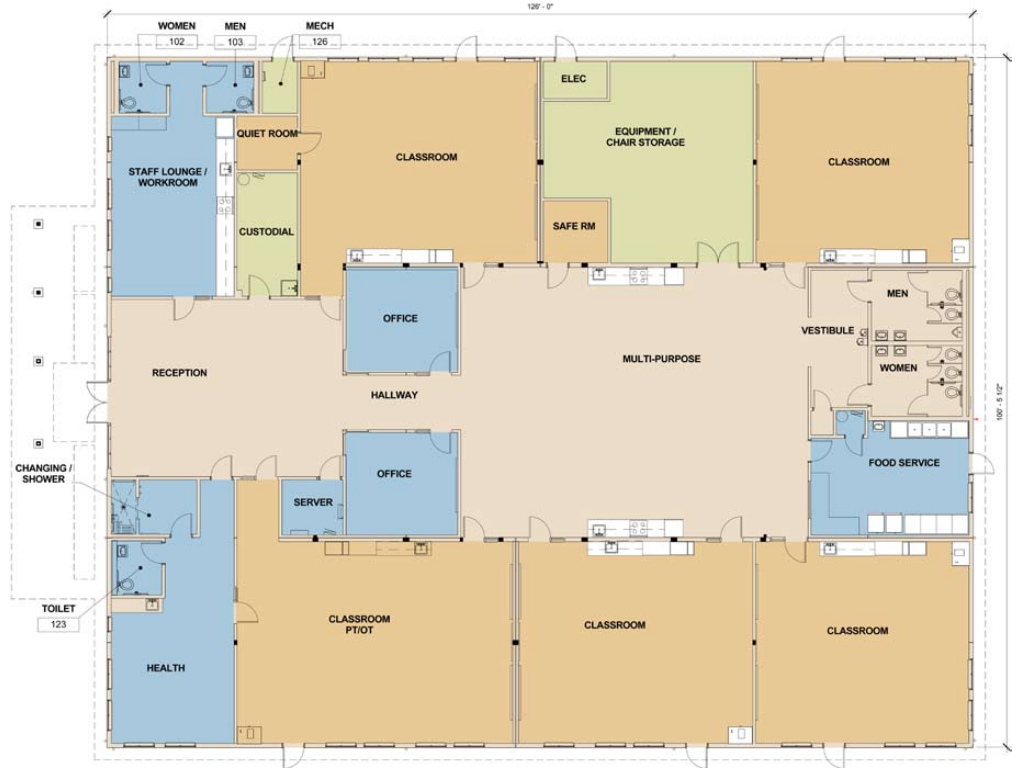 126' - 0"
WOMEN
102
MEN
103
MECH
126
ELEC
QUIET ROOM
EQUIPMENT /
CHAIR STORAGE
CLASSROOM
CLASSROOM
STAFF LOUNGE /
WORKROOM
SAFE RM
CUSTODIAL
MEN
OFFICE
VESTIBULE
MULTI-PURPOSE
WOMEN
RECEPTION
HALLWAY
100' - 5 1/2"
CHANGING /
SHOWER
OFFICE
FOOD SERVICE
SERVER
TOILET
123
CLASSROOM
PT/OT
CLASSROOM
CLASSROOM
HEALTH